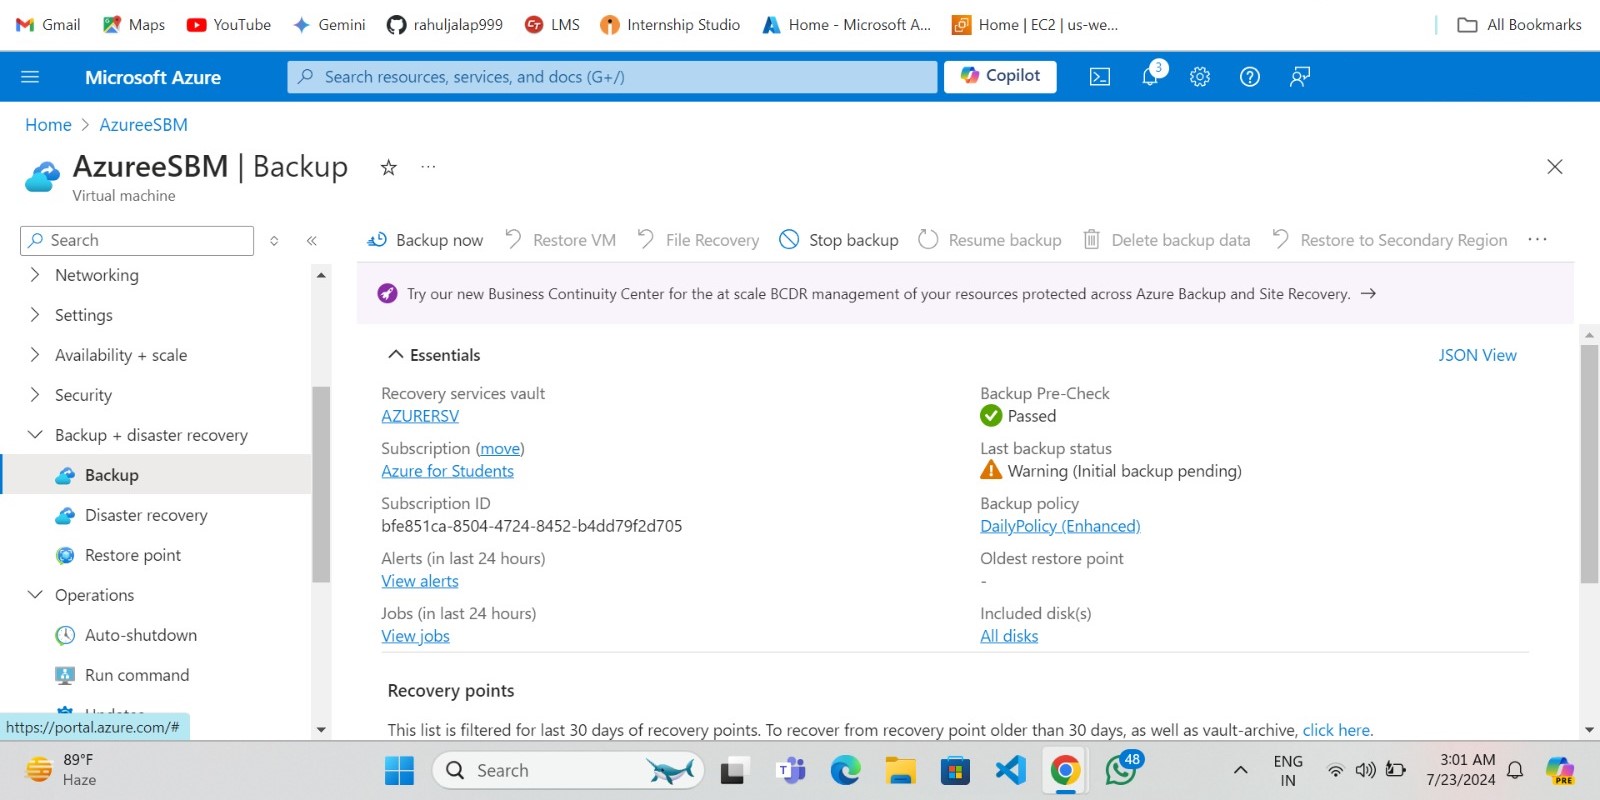 Gmail Maps YouTube Gemini rahuljalap999 LMS Internship Studio Home - Microsoft A... Home | EC2 | us-we... All Bookmarks
Microsoft Azure Search resources, services, and docs (G+/) Copilot 3
Home > AzureeSBM
AzureeSBM | Backup ...
Virtual machine
Search Backup now Restore VM File Recovery Stop backup Resume backup Delete backup data Restore to Secondary Region ...
Networking
Settings
Availability + scale
Security
Backup + disaster recovery
Backup
Disaster recovery
Restore point
Operations
Auto-shutdown
Run command
Updates
https://portal.azure.com/#
Try our new Business Continuity Center for the at scale BCDR management of your resources protected across Azure Backup and Site Recovery. →
Essentials JSON View
Recovery services vault
AZURERSV
Subscription (move)
Azure for Students
Subscription ID
bfe851ca-8504-4724-8452-b4dd79f2d705
Alerts (in last 24 hours)
View alerts
Jobs (in last 24 hours)
View jobs
Backup Pre-Check
Passed
Last backup status
Warning (Initial backup pending)
Backup policy
DailyPolicy (Enhanced)
Oldest restore point
-
Included disk(s)
All disks
Recovery points
This list is filtered for last 30 days of recovery points. To recover from recovery point older than 30 days, as well as vault-archive, click here.
89°F
Haze
Search
48
ENG
IN
3:01 AM
7/23/2024
PRE